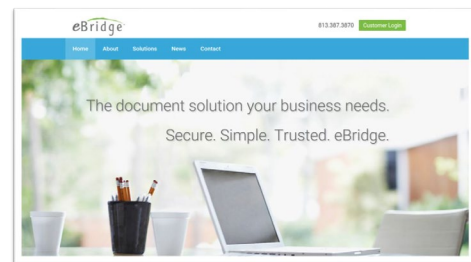 eBridge
813.387.3870 Customer Login
Home About Solutions News Contact
The document solution your business needs.
Secure. Simple. Trusted. eBridge.